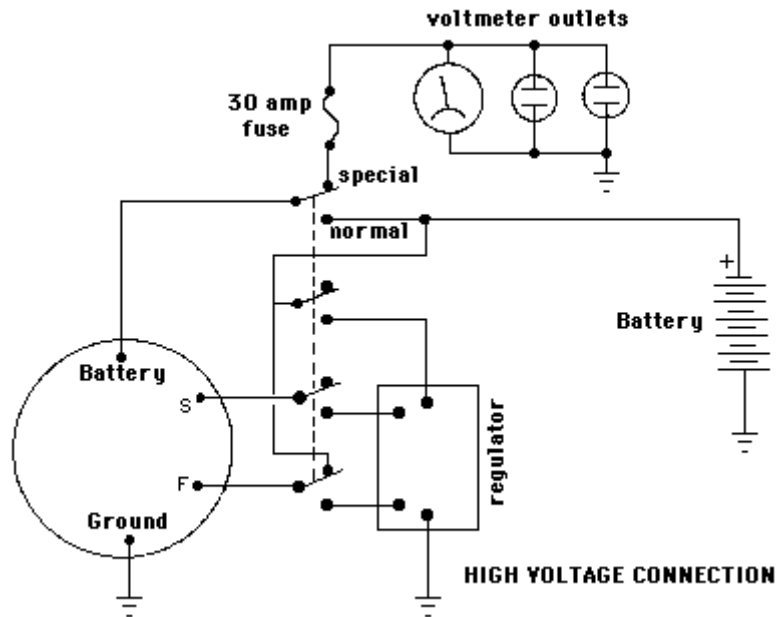 voltmeter outlets
30 amp
fuse
special
normal
+
Battery
Battery
S
F
regulator
Ground
HIGH VOLTAGE CONNECTION